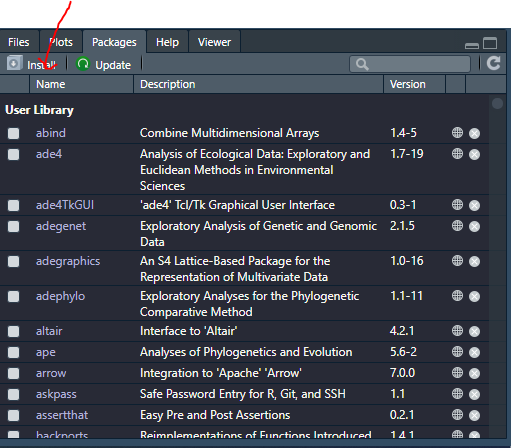 Files Plots Packages Help Viewer
Install Update
Name Description Version
User Library
abind Combine Multidimensional Arrays 1.4-5
ade4 Analysis of Ecological Data: Exploratory and 1.7-19
Euclidean Methods in Environmental
Sciences
ade4TkGUI 'ade4' Tcl/Tk Graphical User Interface 0.3-1
adegenet Exploratory Analysis of Genetic and Genomic 2.1.5
Data
adegraphics An S4 Lattice-Based Package for the 1.0-16
Representation of Multivariate Data
adephylo Exploratory Analyses for the Phylogenetic 1.1-11
Comparative Method
altair Interface to 'Altair' 4.2.1
ape Analyses of Phylogenetics and Evolution 5.6-2
arrow Integration to 'Apache' 'Arrow' 7.0.0
askpass Safe Password Entry for R, Git, and SSH 1.1
assertthat Easy Pre and Post Assertions 0.2.1
backports Reimplementations of Functions Introduced 1.4.1